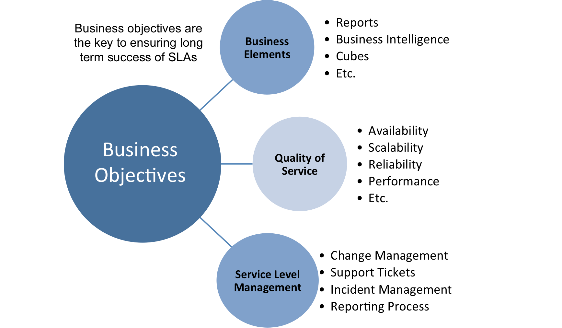 Business objectives are
the key to ensuring long
term success of SLAs
Business
Objectives
Business
Elements
• Reports
• Business Intelligence
• Cubes
• Etc.
Quality of
Service
• Availability
• Scalability
• Reliability
• Performance
• Etc.
Service Level
Management
• Change Management
• Support Tickets
• Incident Management
• Reporting Process